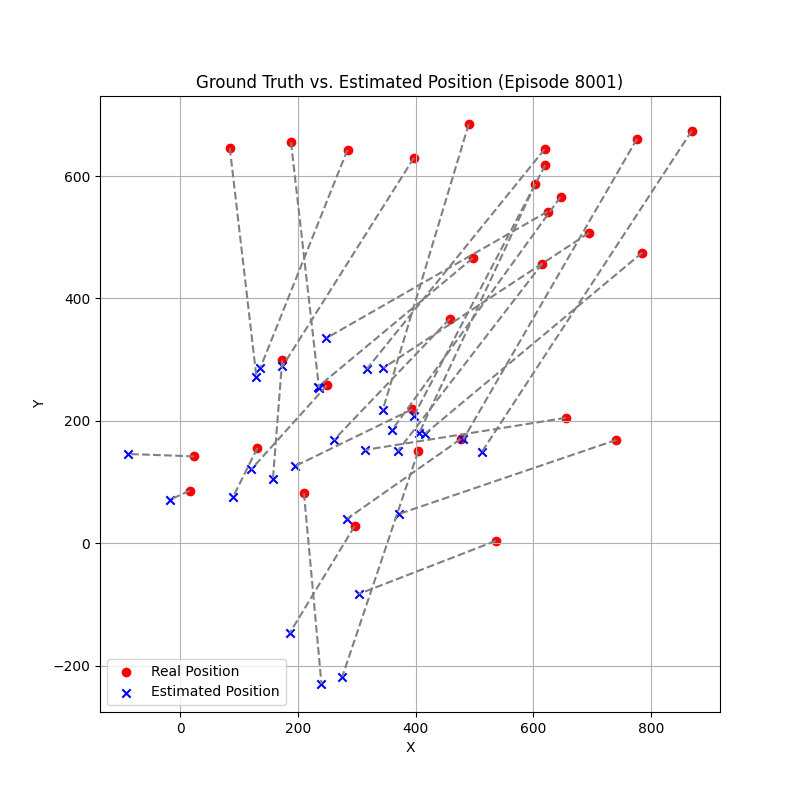 Ground Truth vs. Estimated Position (Episode 8001)
600
400
200
0
−200
Y
0 200 400 600 800
X
Real Position
Estimated Position